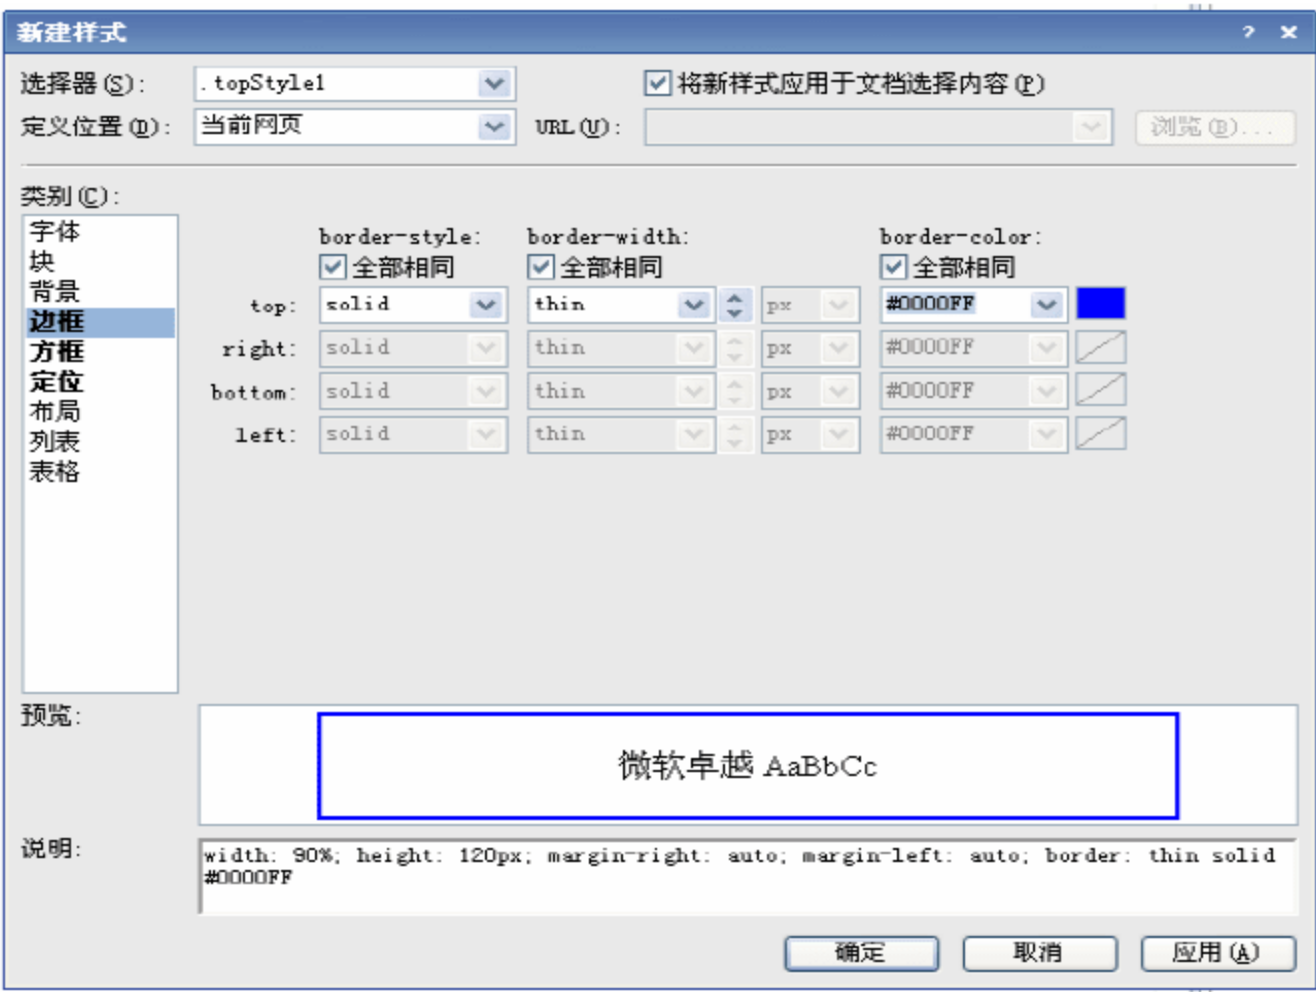 新建样式
选择器(S): .topStyle1 将新样式应用于文档选择内容(P)
定义位置(D): 当前网页 URL(U): 浏览(B)...
类别(C):
字体
块
背景
边框
方框
定位
布局
列表
表格
border-style: border-width: border-color:
全部相同 全部相同 全部相同
top: solid thin px #0000FF
right: solid thin px #0000FF
bottom: solid thin px #0000FF
left: solid thin px #0000FF
预览:
微软卓越 AaBbCc
说明:
width: 90%; height: 120px; margin-right: auto; margin-left: auto; border: thin solid
#0000FF
确定 取消 应用(A)